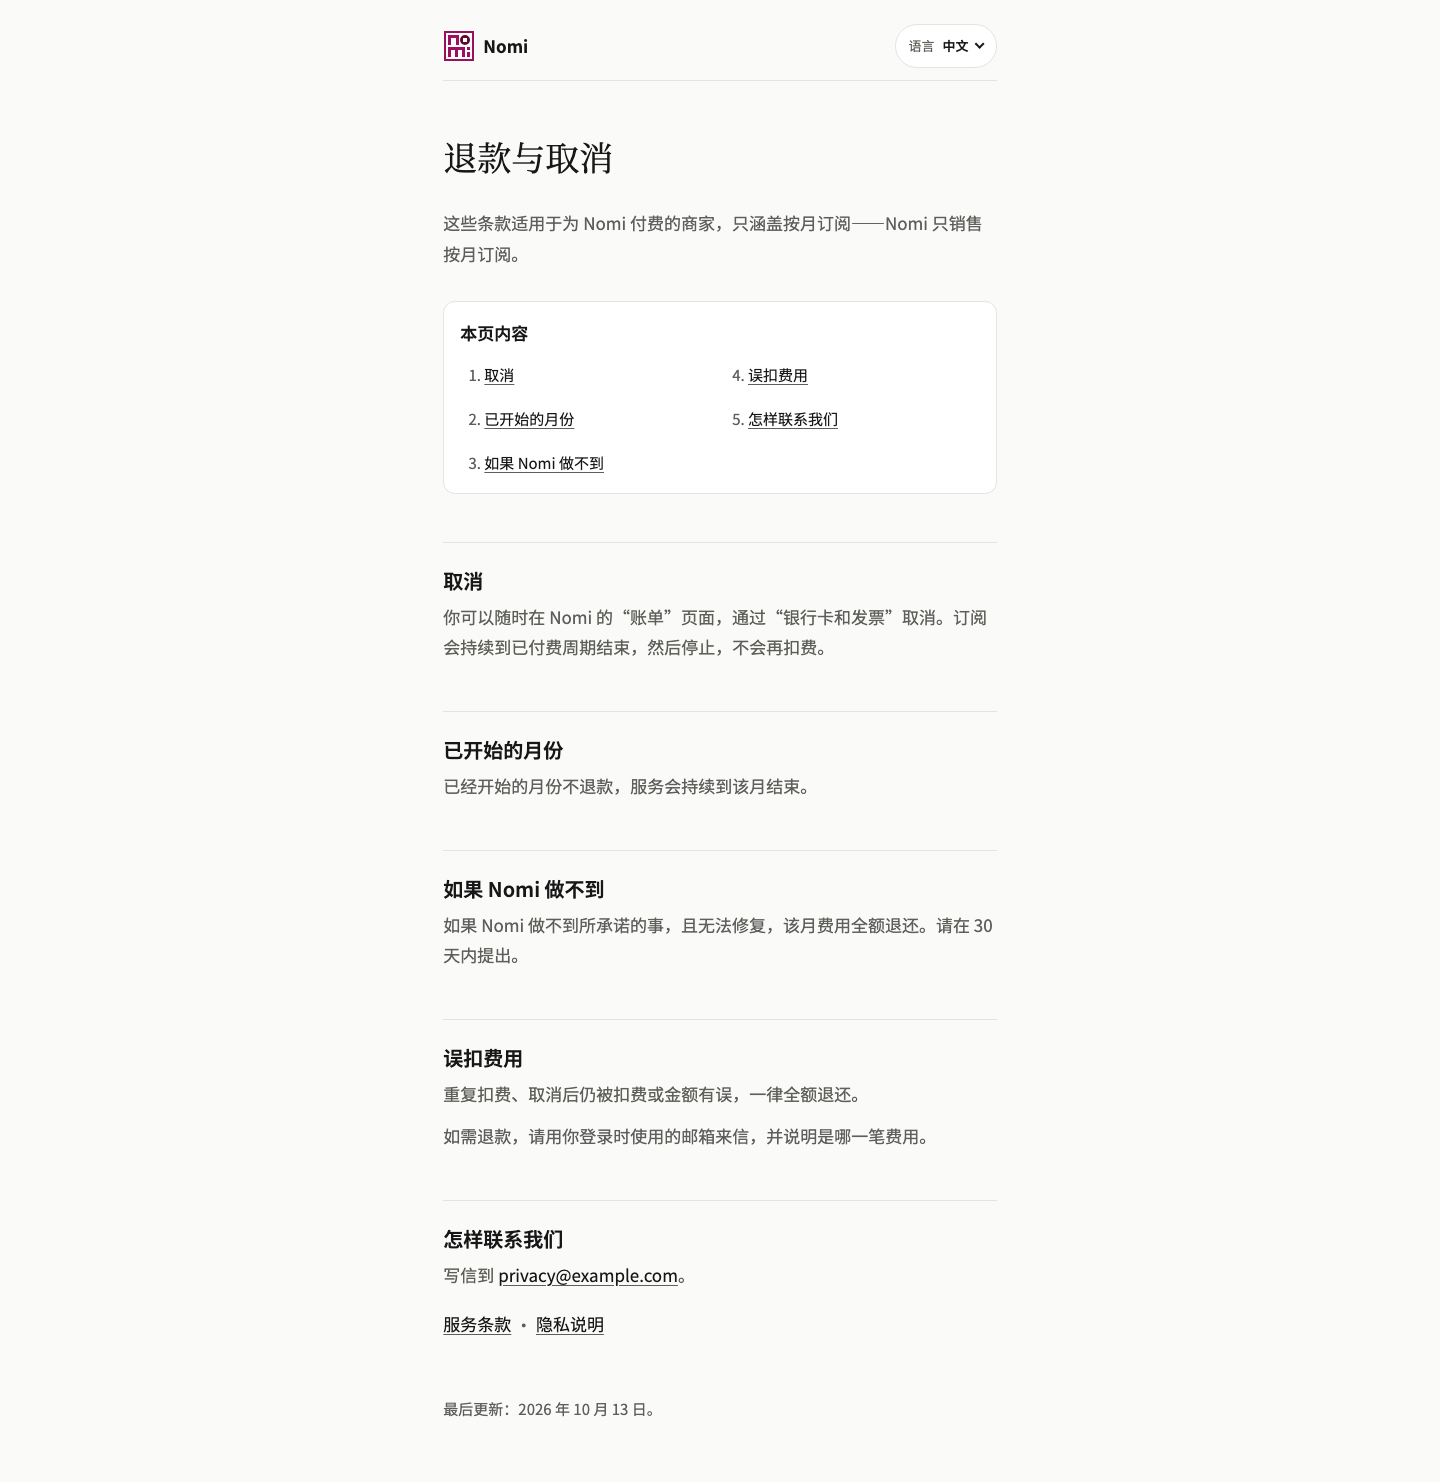 nomi
Nomi
语言 中文
退款与取消
这些条款适用于为 Nomi 付费的商家，只涵盖按月订阅——Nomi 只销售
按月订阅。
本页内容
1. 取消
2. 已开始的月份
3. 如果 Nomi 做不到
4. 误扣费用
5. 怎样联系我们
取消
你可以随时在 Nomi 的“账单”页面，通过“银行卡和发票”取消。订阅
会持续到已付费周期结束，然后停止，不会再扣费。
已开始的月份
已经开始的月份不退款，服务会持续到该月结束。
如果 Nomi 做不到
如果 Nomi 做不到所承诺的事，且无法修复，该月费用全额退还。请在 30
天内提出。
误扣费用
重复扣费、取消后仍被扣费或金额有误，一律全额退还。
如需退款，请用你登录时使用的邮箱来信，并说明是哪一笔费用。
怎样联系我们
写信到 privacy@example.com。
服务条款 • 隐私说明
最后更新：2026 年 10 月 13 日。